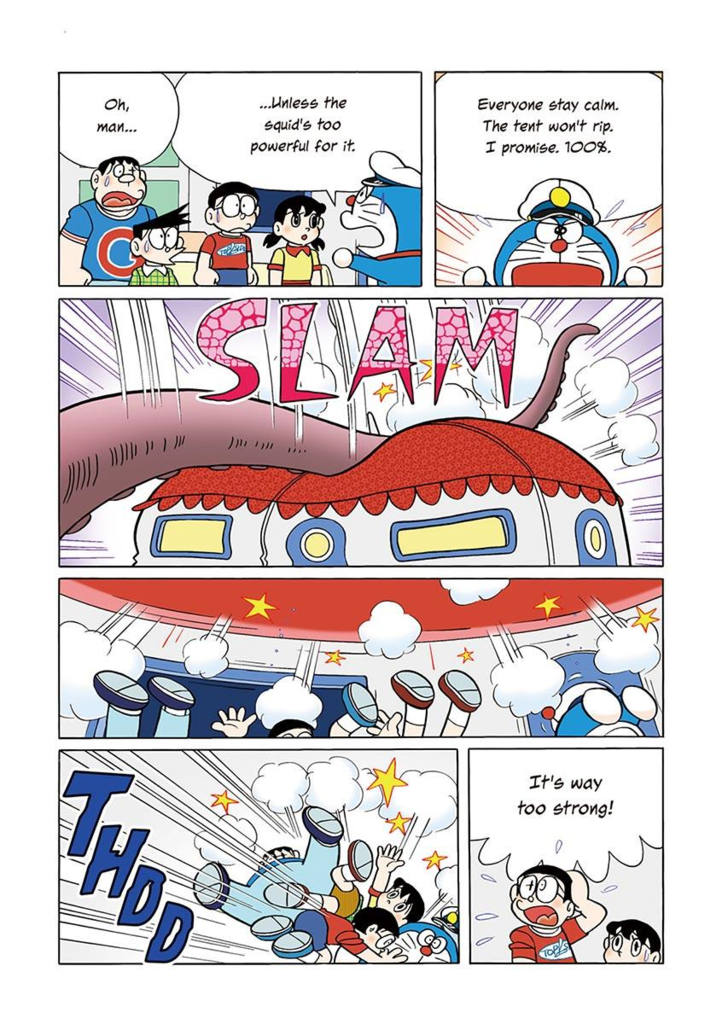 Oh,
man...
...Unless the
squid's too
powerful for it.
Everyone stay calm.
The tent won't rip.
I promise. 100%.
SLAM
THDD
It's way
too strong!